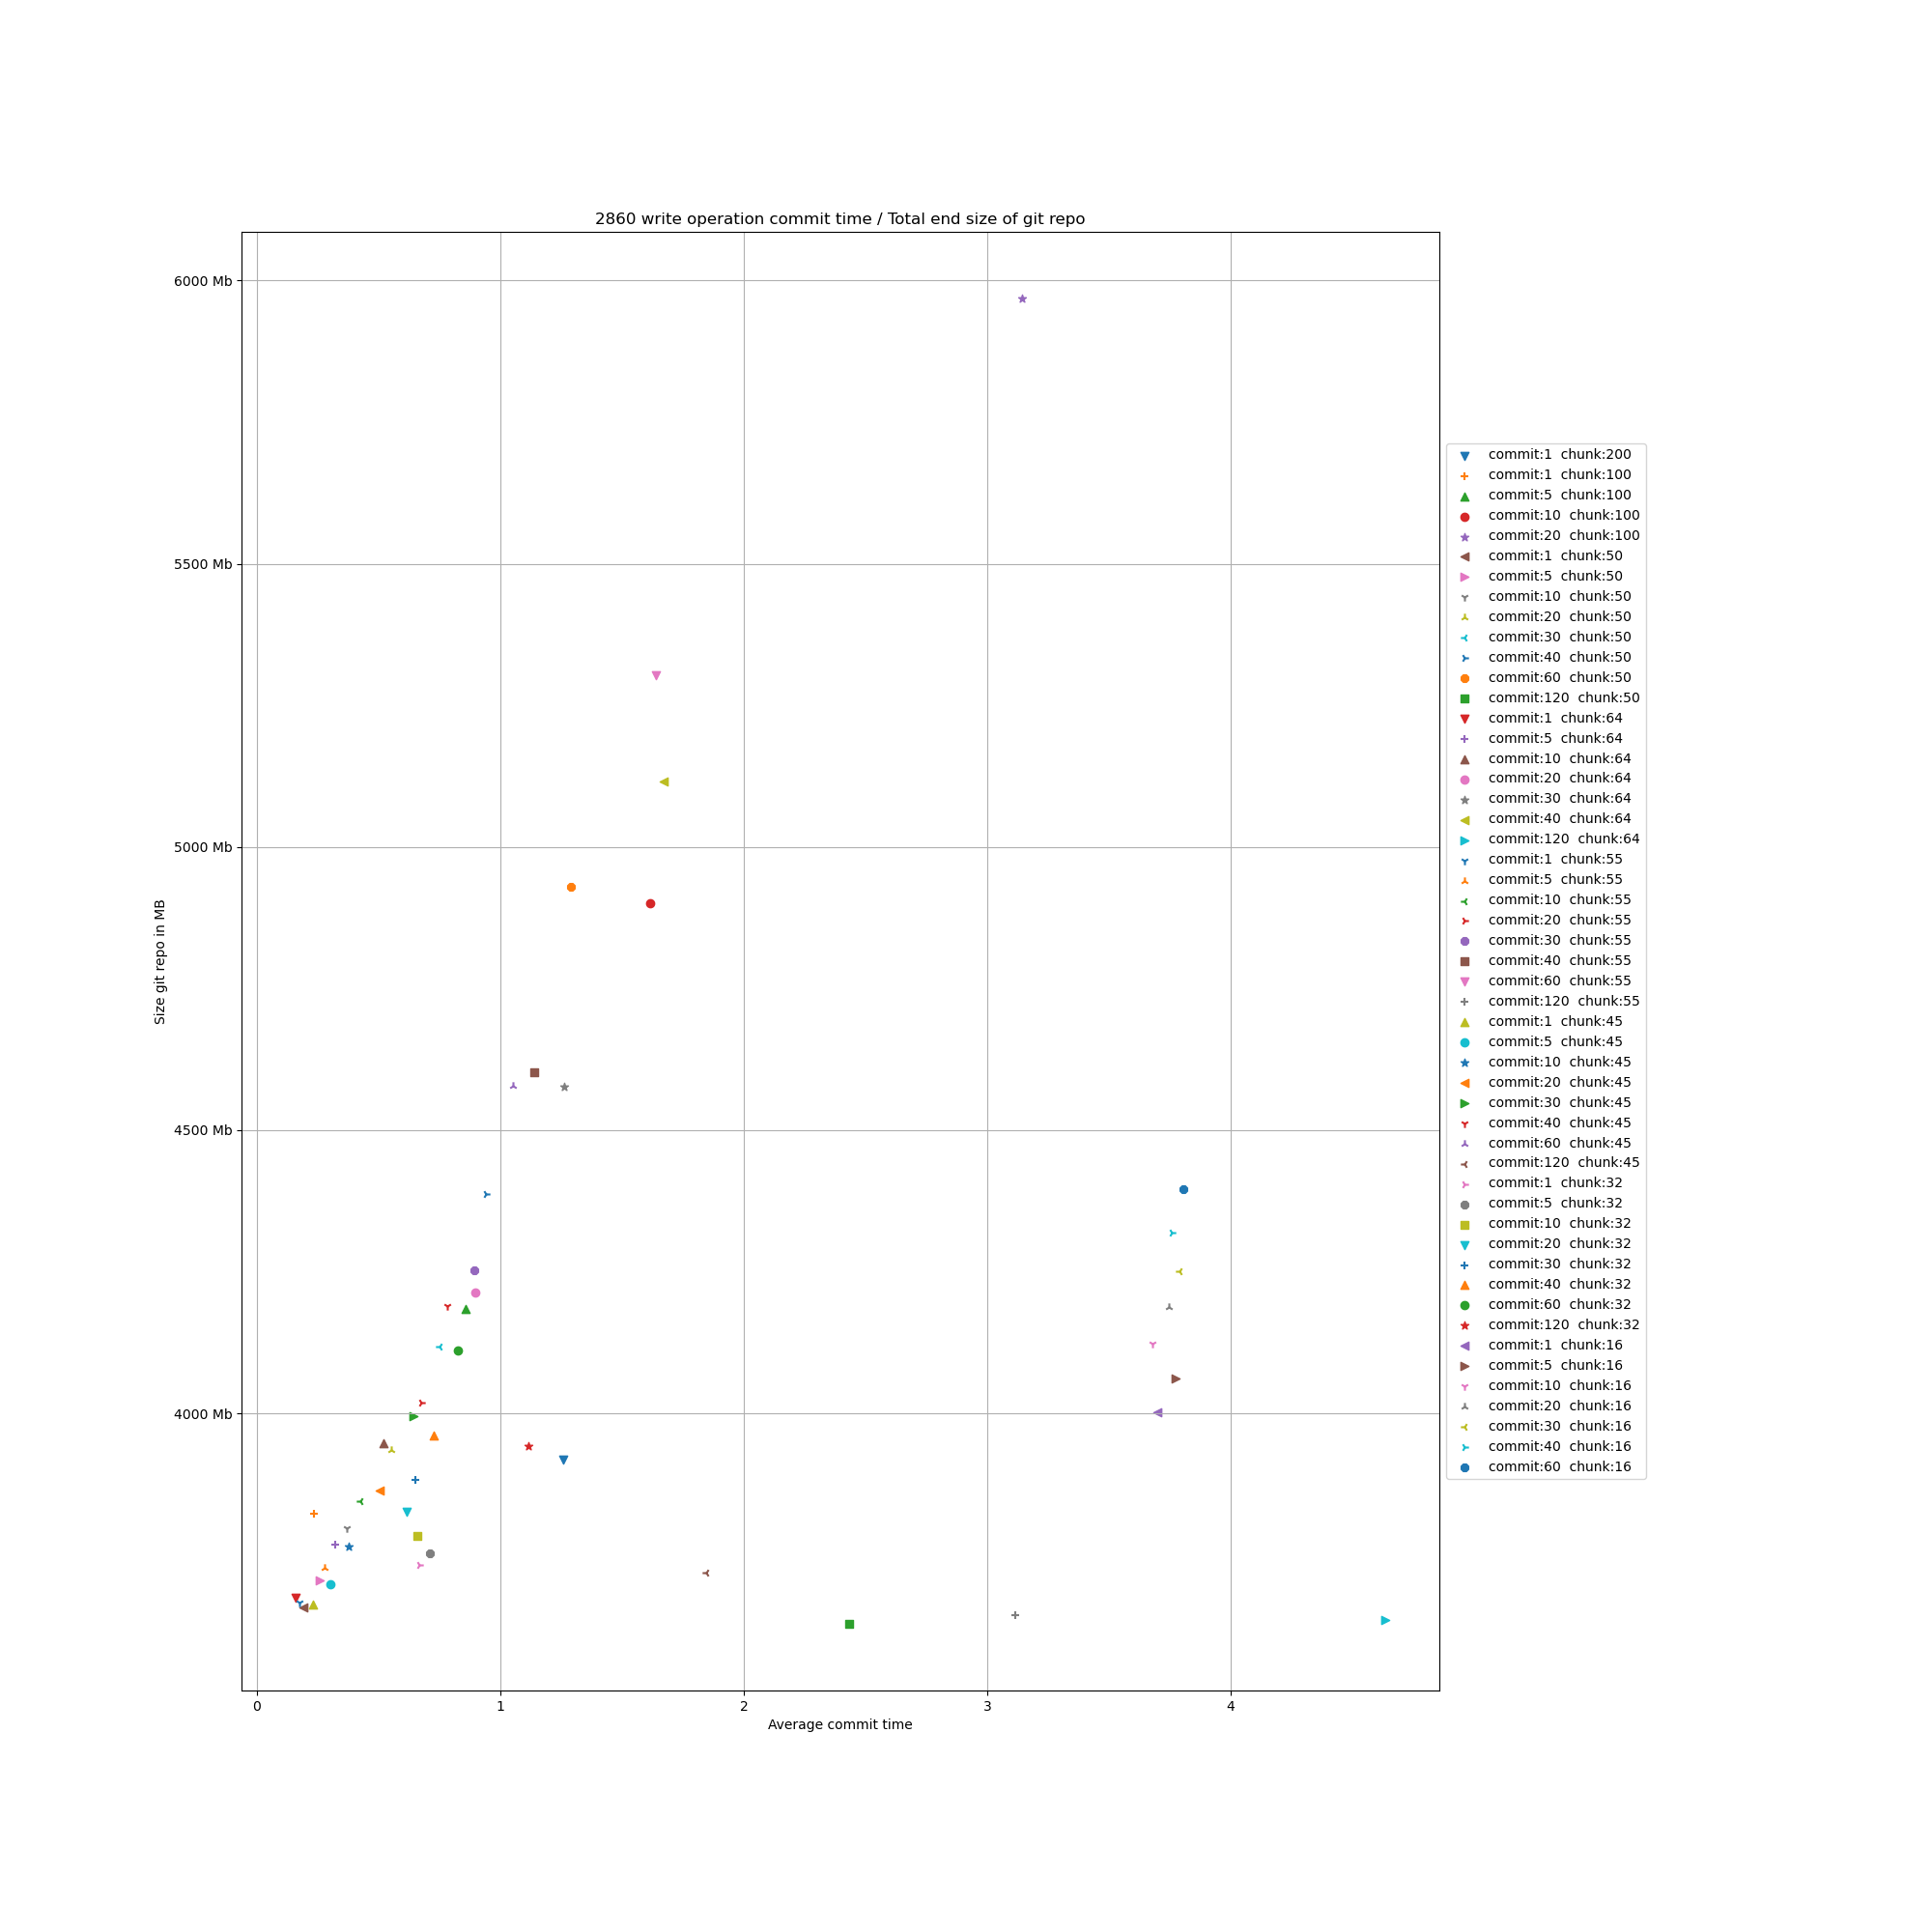 2860 write operation commit time / Total end size of git repo
6000 Mb
5500 Mb
5000 Mb
4500 Mb
4000 Mb
Size git repo in MB
0 1 2 3 4
Average commit time
commit:1 chunk:200
commit:1 chunk:100
commit:5 chunk:100
commit:10 chunk:100
commit:20 chunk:100
commit:1 chunk:50
commit:5 chunk:50
commit:10 chunk:50
commit:20 chunk:50
commit:30 chunk:50
commit:40 chunk:50
commit:60 chunk:50
commit:120 chunk:50
commit:1 chunk:64
commit:5 chunk:64
commit:10 chunk:64
commit:20 chunk:64
commit:30 chunk:64
commit:40 chunk:64
commit:120 chunk:64
commit:1 chunk:55
commit:5 chunk:55
commit:10 chunk:55
commit:20 chunk:55
commit:30 chunk:55
commit:40 chunk:55
commit:60 chunk:55
commit:120 chunk:55
commit:1 chunk:45
commit:5 chunk:45
commit:10 chunk:45
commit:20 chunk:45
commit:30 chunk:45
commit:40 chunk:45
commit:60 chunk:45
commit:120 chunk:45
commit:1 chunk:32
commit:5 chunk:32
commit:10 chunk:32
commit:20 chunk:32
commit:30 chunk:32
commit:40 chunk:32
commit:60 chunk:32
commit:120 chunk:32
commit:1 chunk:16
commit:5 chunk:16
commit:10 chunk:16
commit:20 chunk:16
commit:30 chunk:16
commit:40 chunk:16
commit:60 chunk:16